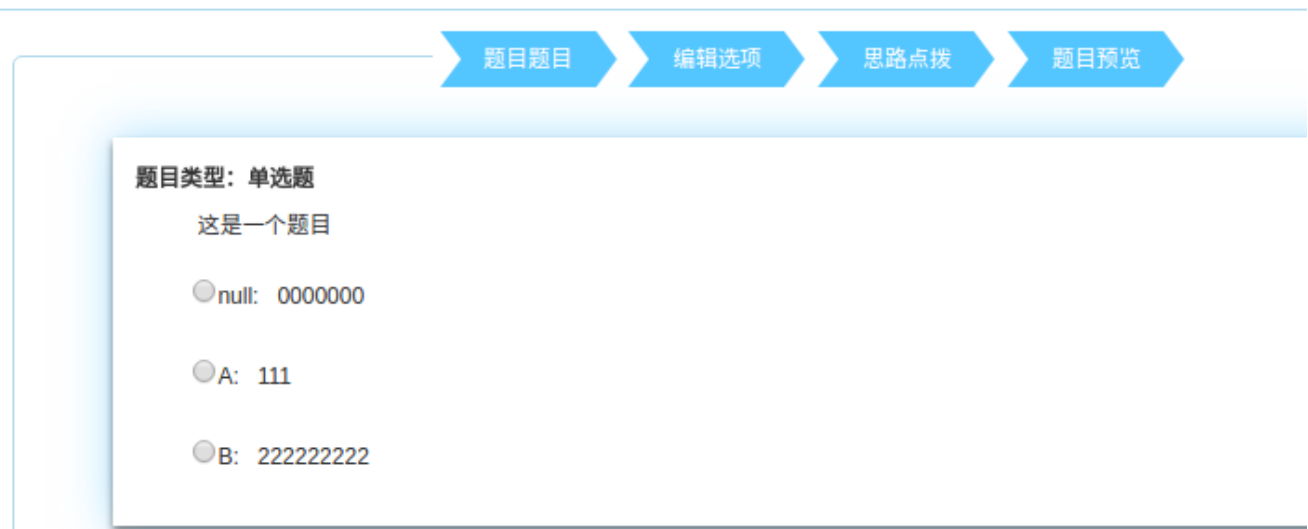 题目题目 编辑选项 思路点拨 题目预览
题目类型：单选题
这是一个题目
null: 0000000
A: 111
B: 222222222